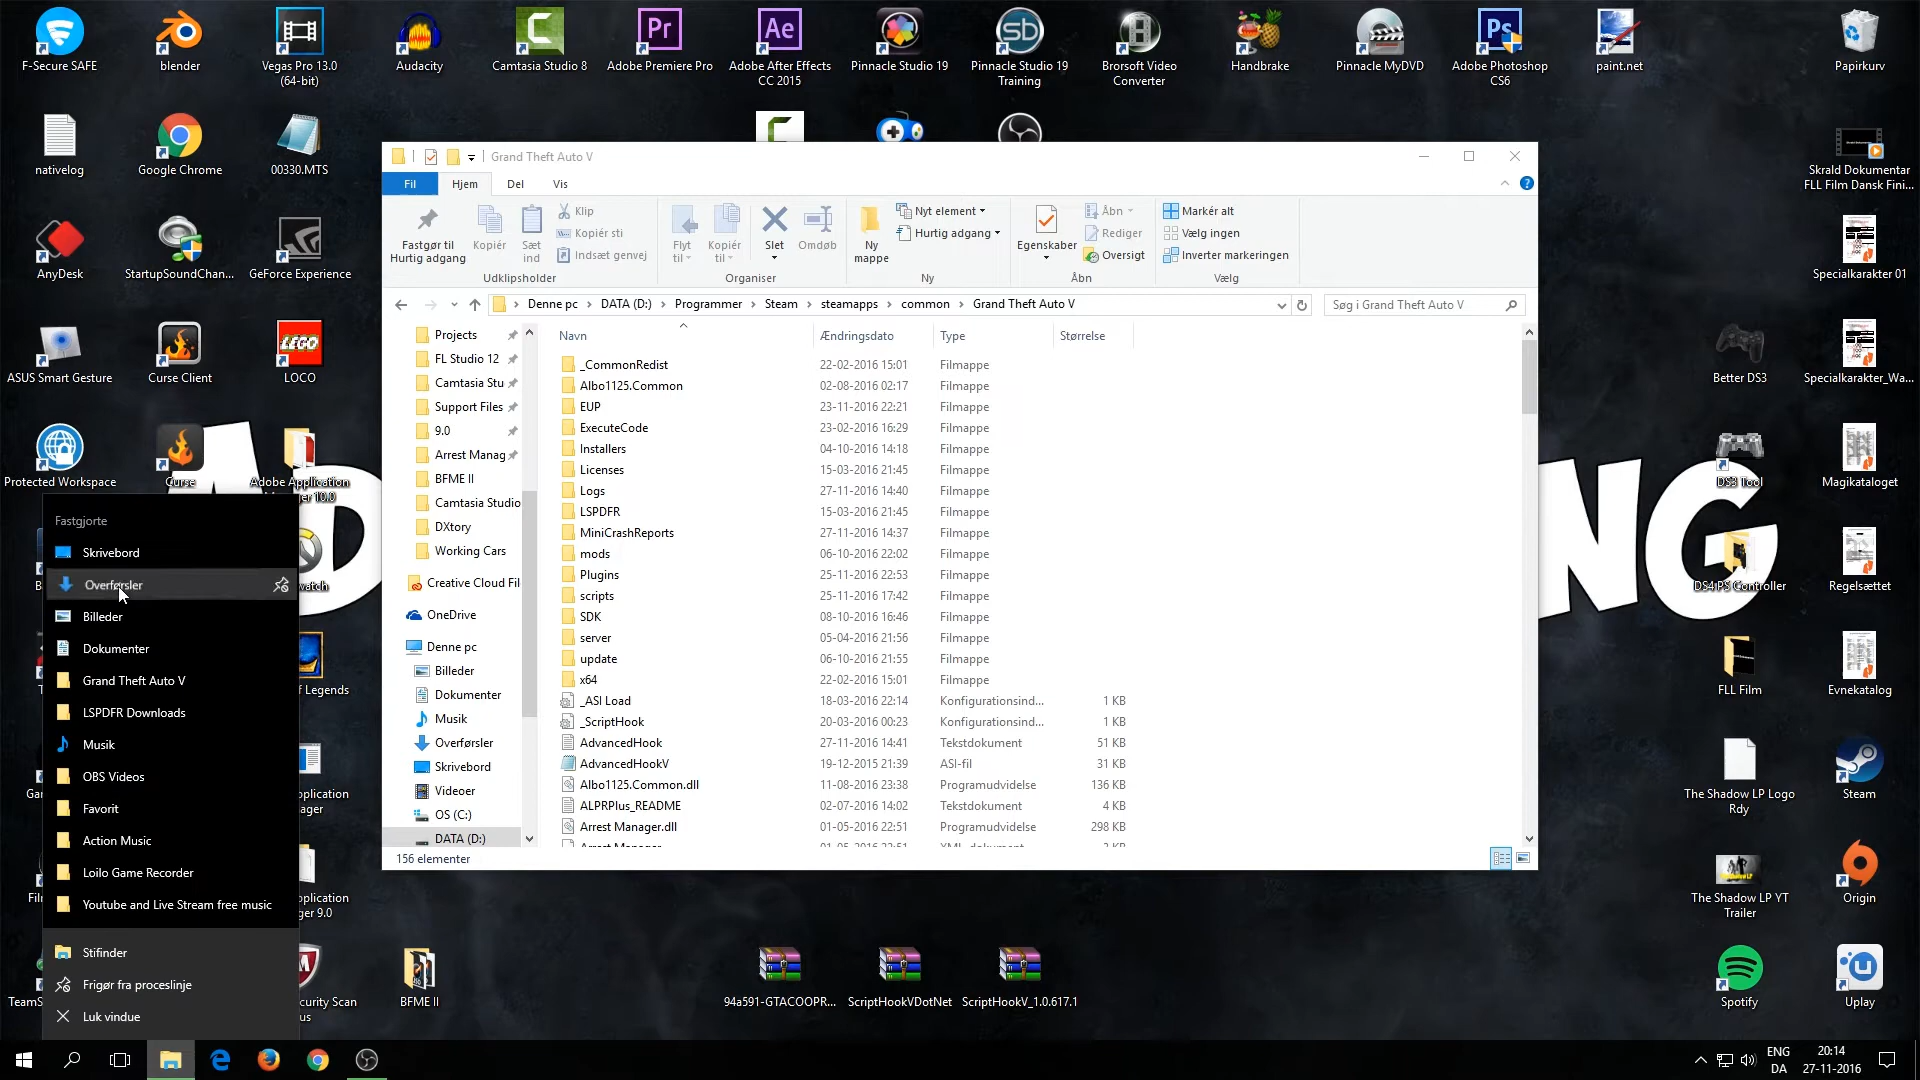 F-Secure SAFE
blender
Vegas Pro 13.0
(64-bit)
Audacity
Camtasia Studio 8
Adobe Premiere Pro
Adobe After Effects
CC 2015
Pinnacle Studio 19
Pinnacle Studio 19
Training
Brorsoft Video
Converter
Handbrake
Pinnacle MyDVD
Adobe Photoshop
CS6
paint.net
Papirkurv
nativelog
Google Chrome
00330.MTS
AnyDesk
StartupSoundChan...
GeForce Experience
ASUS Smart Gesture
Curse Client
LOCO
Protected Workspace
Curse
Adobe Application
Grand Theft Auto V
Fil
Hjem
Del
Vis
Fastgør til
Hurtig adgang
Kopiér
Sæt
ind
Klip
Kopiér sti
Indsæt genvej
Udklipsholder
Flyt
til
Kopiér
til
Slet
Omdøb
Organiser
Ny
mappe
Nyt element
Hurtig adgang
Ny
Egenskaber
Åbn
Rediger
Oversigt
Åbn
Markér alt
Vælg ingen
Inverter markeringen
Vælg
Denne pc
DATA (D:)
Programmer
Steam
steamapps
common
Grand Theft Auto V
Søg i Grand Theft Auto V
Projects
FL Studio 12
Camtasia Stu
Support Files
9.0
Arrest Manag
BFME II
Camtasia Studio
DXtory
Working Cars
Creative Cloud Fil
OneDrive
Denne pc
Billeder
Dokumenter
Musik
Overførsler
Skrivebord
Videoer
OS (C:)
DATA (D:)
Navn Ændringsdato Type Størrelse
_CommonRedist 22-02-2016 15:01 Filmappe
Albo1125.Common 02-08-2016 02:17 Filmappe
EUP 23-11-2016 22:21 Filmappe
ExecuteCode 23-02-2016 16:29 Filmappe
Installers 04-10-2016 14:18 Filmappe
Licenses 15-03-2016 21:45 Filmappe
Logs 27-11-2016 14:40 Filmappe
LSPDFR 15-03-2016 21:45 Filmappe
MiniCrashReports 27-11-2016 14:37 Filmappe
mods 06-10-2016 22:02 Filmappe
Plugins 25-11-2016 22:53 Filmappe
scripts 25-11-2016 17:42 Filmappe
SDK 08-10-2016 16:46 Filmappe
server 05-04-2016 21:56 Filmappe
update 06-10-2016 21:55 Filmappe
x64 22-02-2016 15:01 Filmappe
_ASI Load 18-03-2016 22:14 Konfigurationsind... 1 KB
_ScriptHook 20-03-2016 00:23 Konfigurationsind... 1 KB
AdvancedHook 27-11-2016 14:41 Tekstdokument 51 KB
AdvancedHookV 19-12-2015 21:39 ASI-fil 31 KB
Albo1125.Common.dll 11-08-2016 23:38 Programudvidelse 136 KB
ALPRPlus_README 02-07-2016 14:02 Tekstdokument 4 KB
Arrest Manager.dll 01-05-2016 22:51 Programudvidelse 298 KB
156 elementer
Fastgjorte
Skrivebord
Overførsler
Billeder
Dokumenter
Grand Theft Auto V
LSPDFR Downloads
Musik
OBS Videos
Favorit
Action Music
Loilo Game Recorder
Youtube and Live Stream free music
Stifinder
Frigør fra proceslinje
Luk vindue
BFME II
94a591-GTACOOPR...
ScriptHookVDotNet
ScriptHookV_1.0.617.1
Skrald Dokumentar
FLL Film Dansk Fini...
Specialkarakter 01
Better DS3
Specialkarakter_Wa...
DS3 Tool
Magikataloget
DS4 PS Controller
Regelsættet
FLL Film
Evnekatalog
The Shadow LP Logo
Rdy
Steam
The Shadow LP YT
Trailer
Origin
Spotify
Uplay
ENG
DA
20:14
27-11-2016